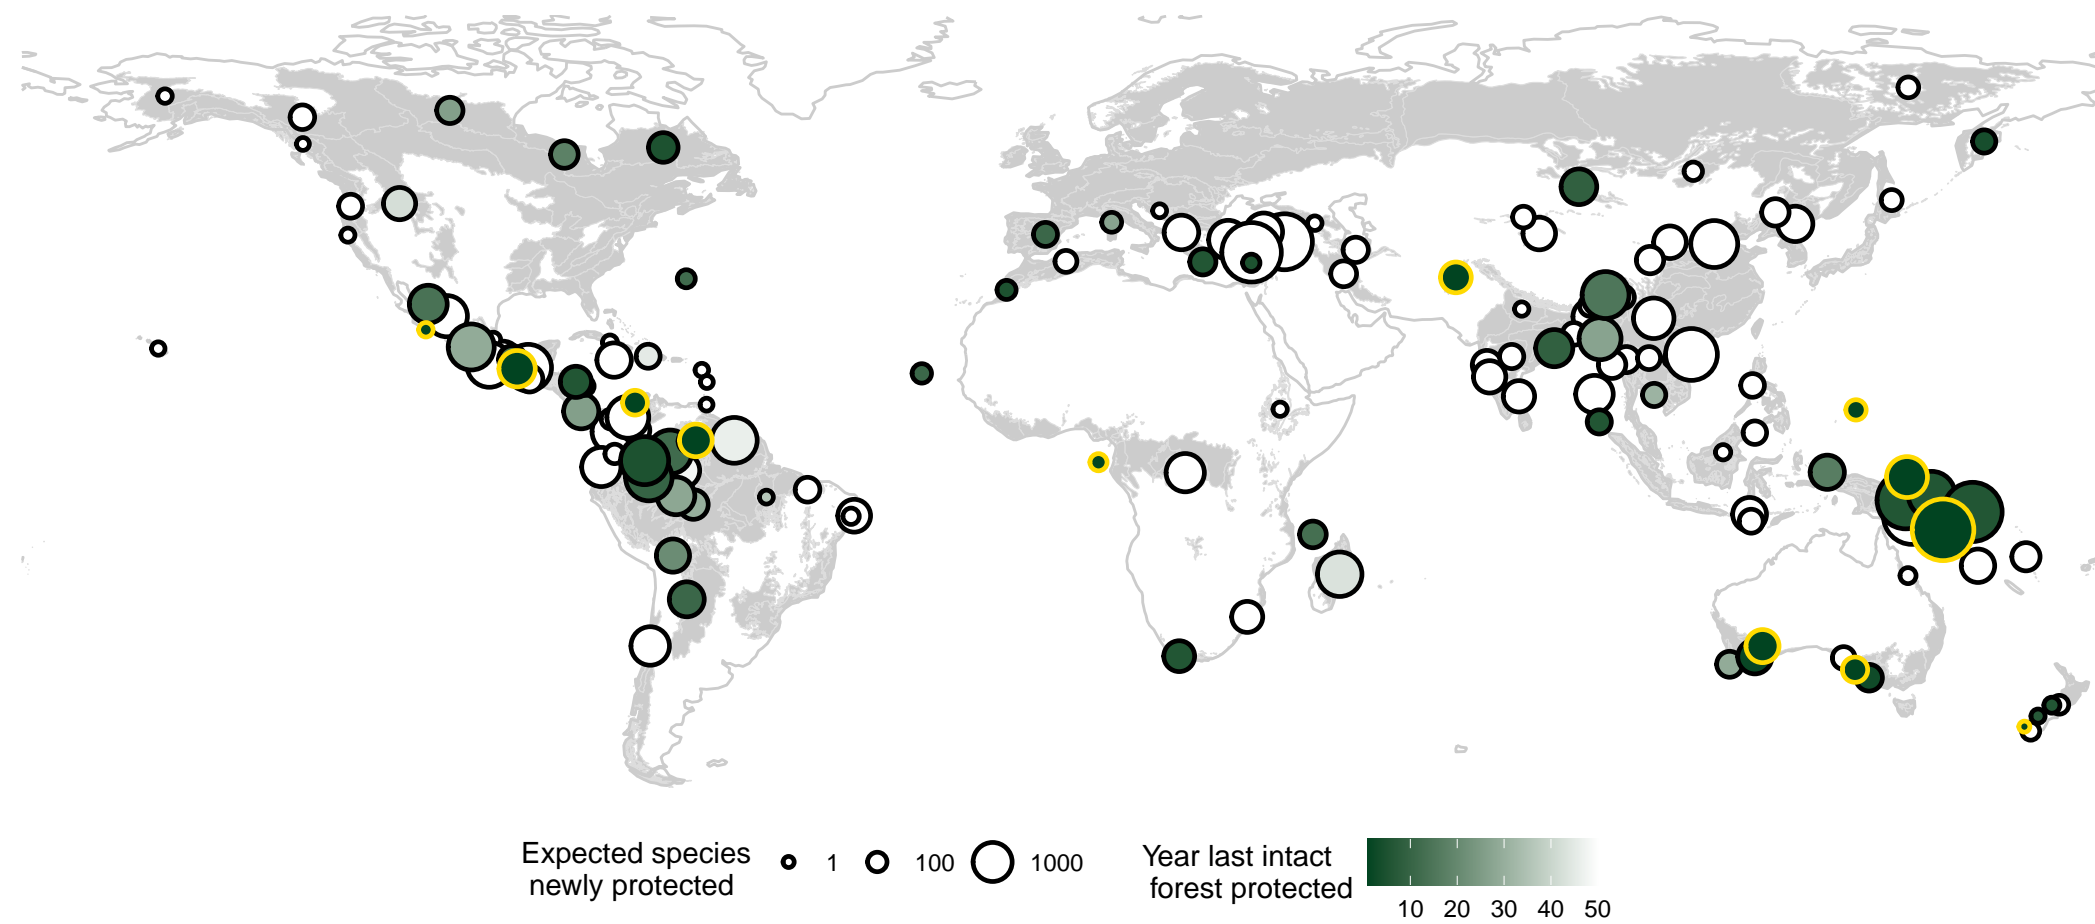 Expected species
newly protected
1
100
1000
Year last intact
forest protected
10 20 30 40 50